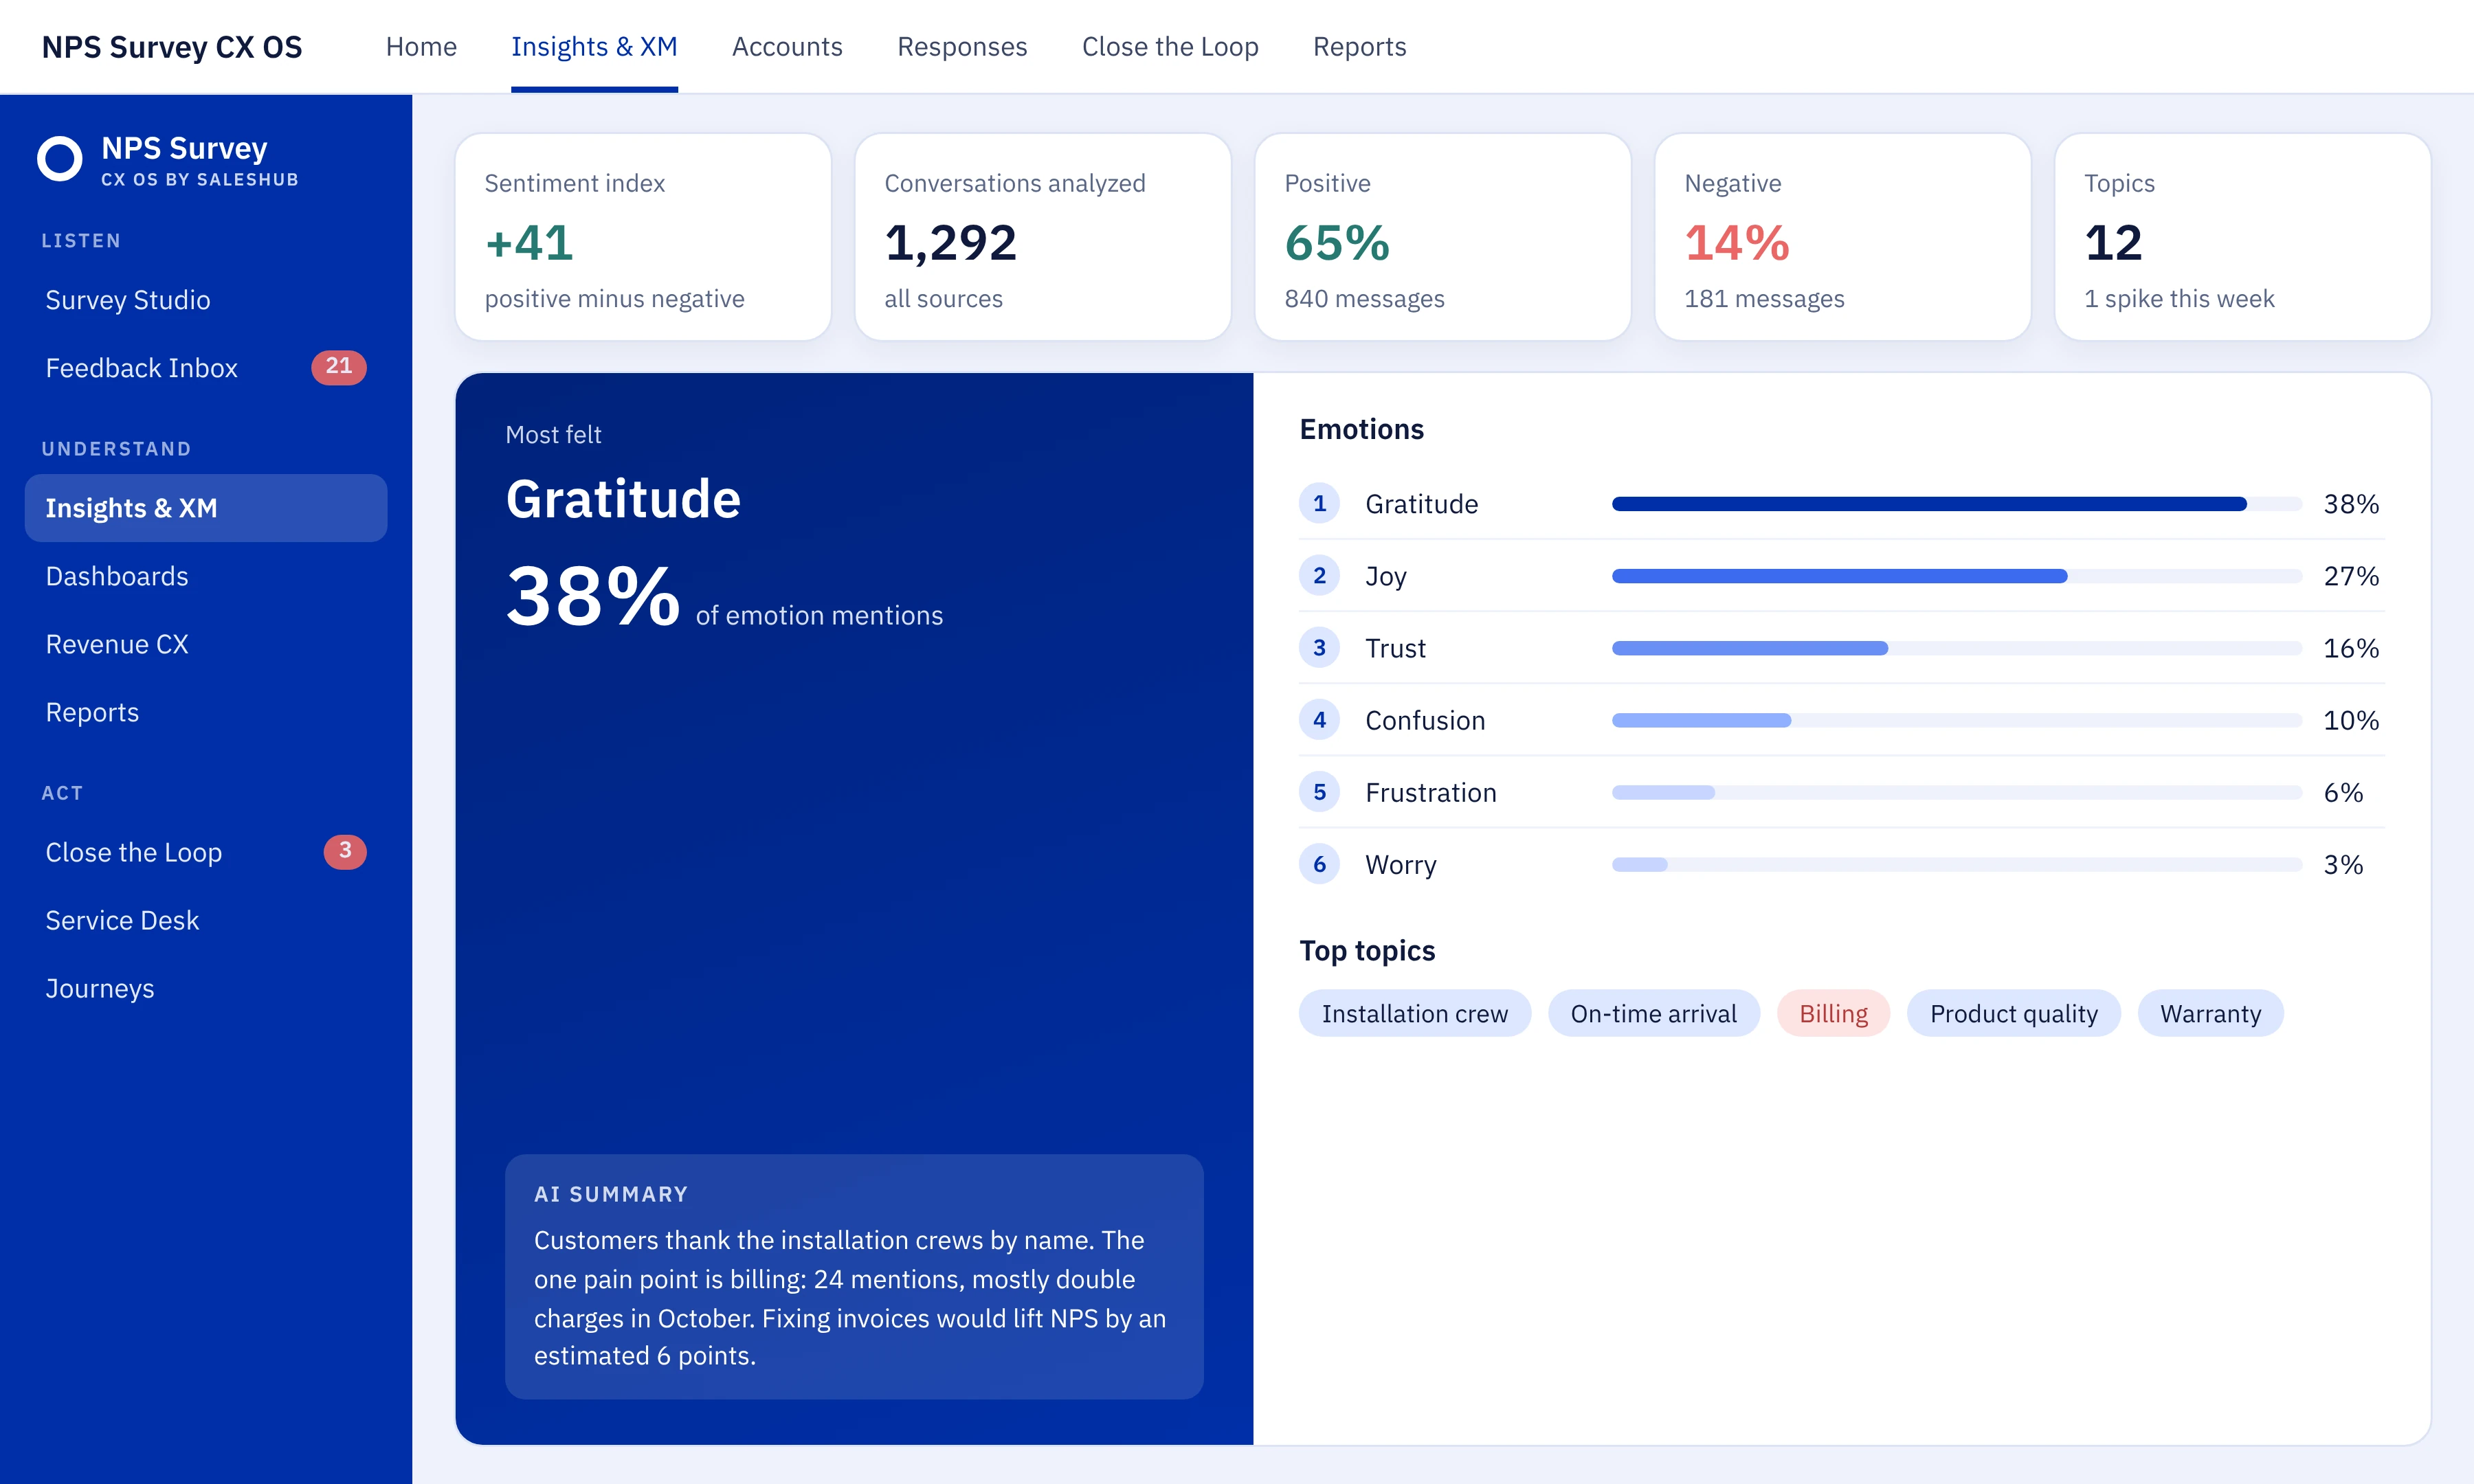 NPS Survey CX OS
Home
Insights & XM
Accounts
Responses
Close the Loop
Reports
NPS Survey
CX OS BY SALESHUB
LISTEN
Survey Studio
Feedback Inbox
21
UNDERSTAND
Insights & XM
Dashboards
Revenue CX
Reports
ACT
Close the Loop
3
Service Desk
Journeys
Sentiment index
+41
positive minus negative
Conversations analyzed
1,292
all sources
Positive
65%
840 messages
Negative
14%
181 messages
Topics
12
1 spike this week
Most felt
Gratitude
38% of emotion mentions
AI SUMMARY
Customers thank the installation crews by name. The
one pain point is billing: 24 mentions, mostly double
charges in October. Fixing invoices would lift NPS by an
estimated 6 points.
Emotions
1 Gratitude 38%
2 Joy 27%
3 Trust 16%
4 Confusion 10%
5 Frustration 6%
6 Worry 3%
Top topics
Installation crew
On-time arrival
Billing
Product quality
Warranty